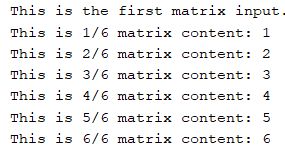 This is the first matrix input.
This is 1/6 matrix content: 1
This is 2/6 matrix content: 2
This is 3/6 matrix content: 3
This is 4/6 matrix content: 4
This is 5/6 matrix content: 5
This is 6/6 matrix content: 6